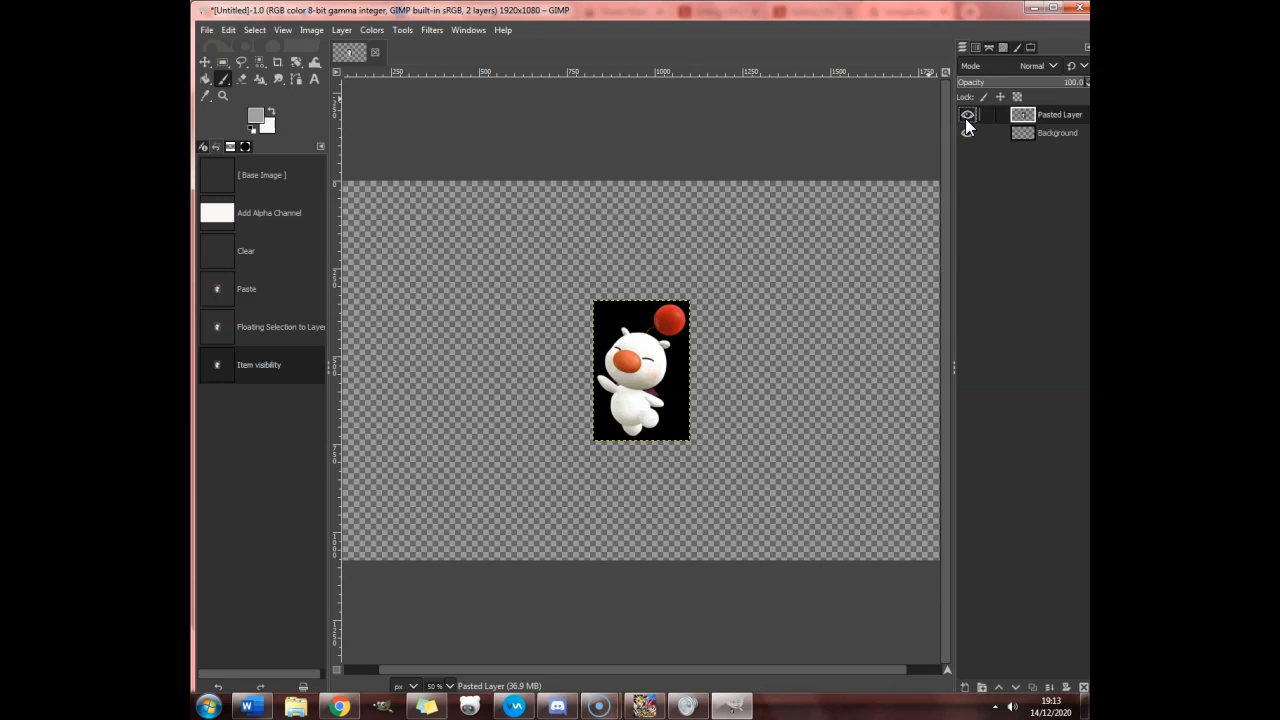 *[Untitled]-1.0 (RGB color 8-bit gamma integer, GIMP built-in sRGB, 2 layers) 1920x1080 – GIMP
File Edit Select View Image Layer Colors Tools Filters Windows Help
250 500 750 1000 1250 1500 1750
Mode Normal
Opacity 100.0
Lock:
Pasted Layer
Background
[ Base Image ]
Add Alpha Channel
Clear
Paste
Floating Selection to Laye
Item visibility
px 50 % Pasted Layer (36.9 MB)
19:13
14/12/2020